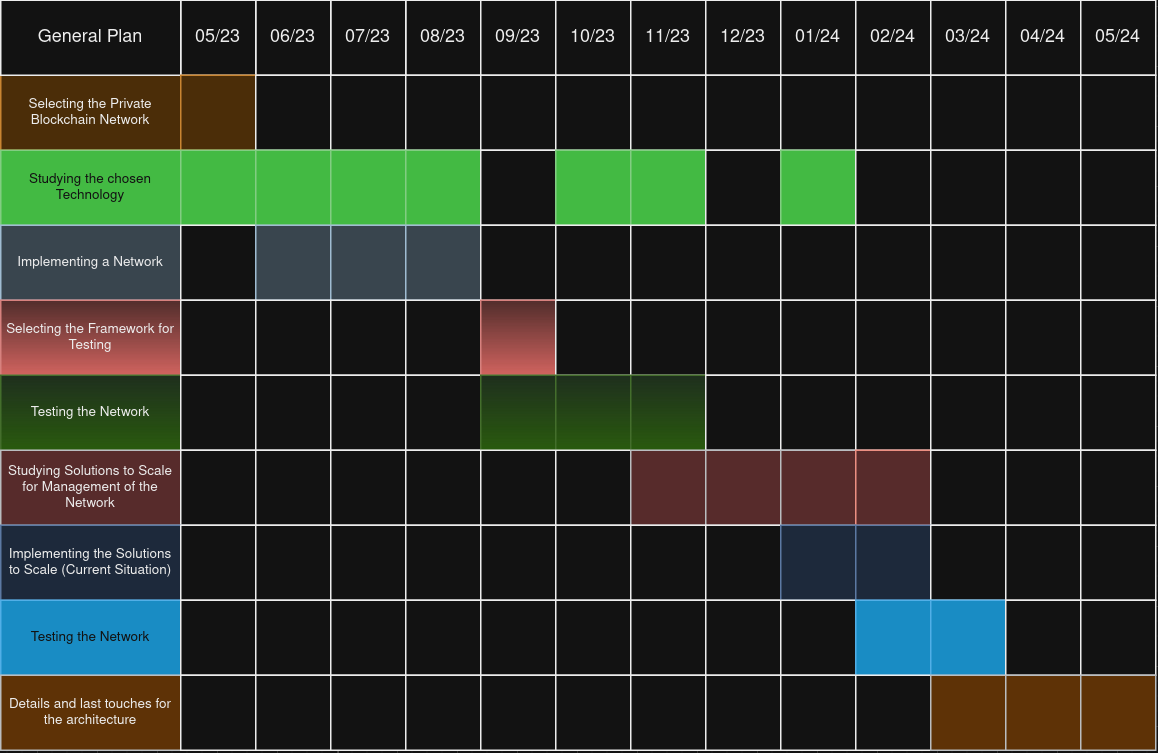 General Plan 05/23 06/23 07/23 08/23 09/23 10/23 11/23 12/23 01/24 02/24 03/24 04/24 05/24
Selecting the Private
Blockchain Network
Studying the chosen
Technology
Implementing a Network
Selecting the Framework for
Testing
Testing the Network
Studying Solutions to Scale
for Management of the
Network
Implementing the Solutions
to Scale (Current Situation)
Testing the Network
Details and last touches for
the architecture